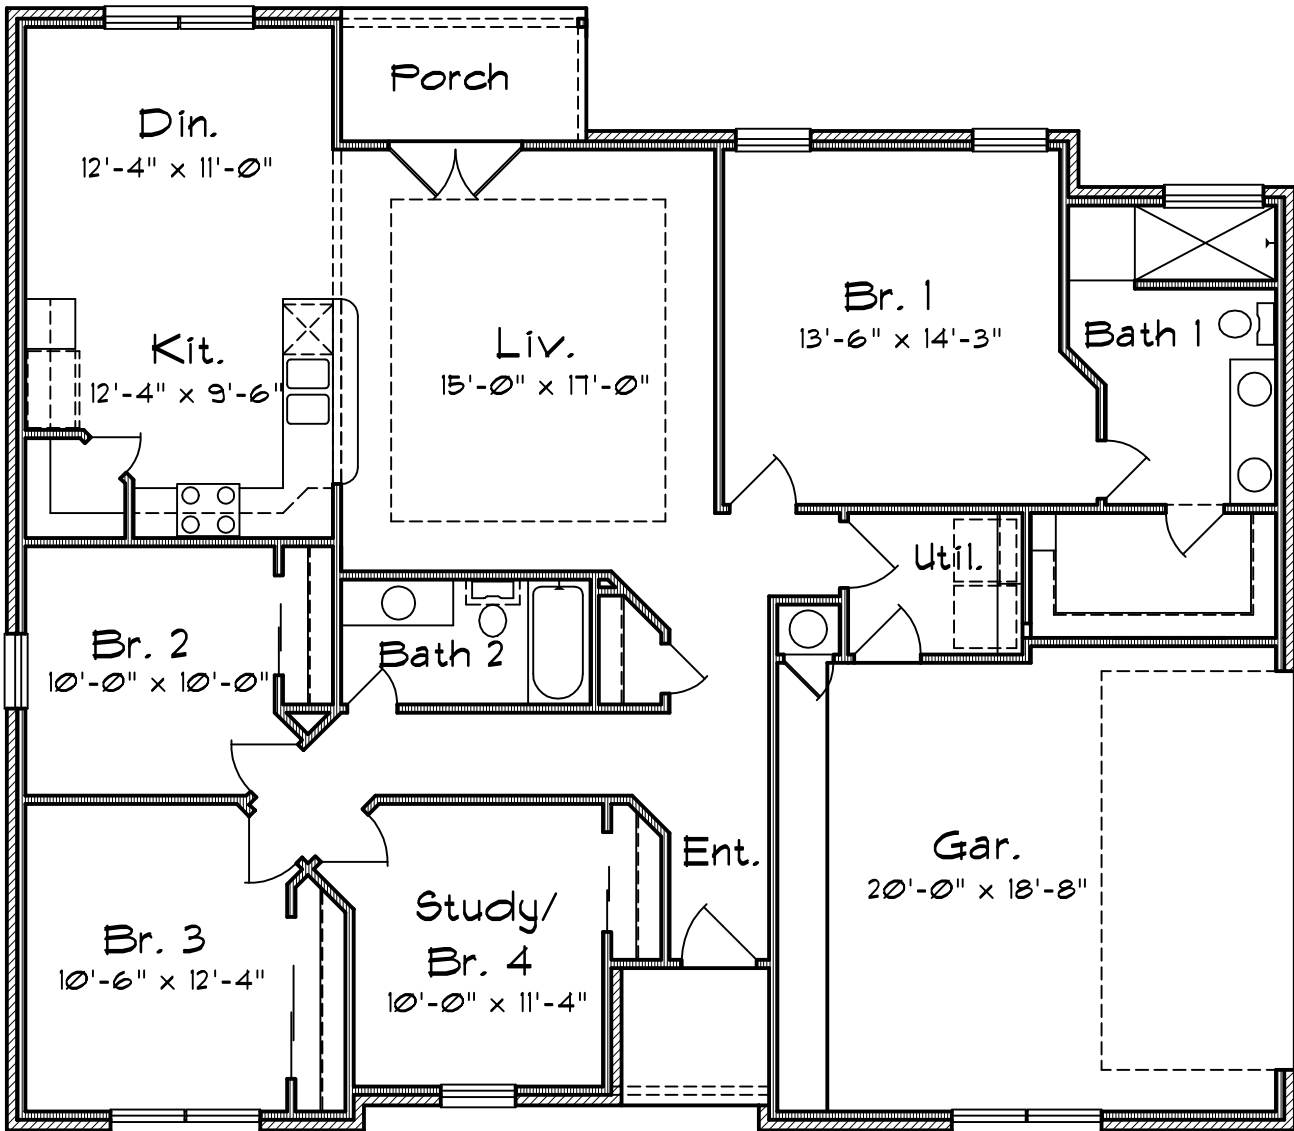 Porch
Din.
12'-4" x 11'-0"
Br. 1
13'-6" x 14'-3"
Bath 1
Kit.
12'-4" x 9'-6"
Liv.
15'-0" x 17'-0"
Util.
Br. 2
10'-0" x 10'-0"
Bath 2
Ent.
Gar.
20'-0" x 18'-8"
Br. 3
10'-6" x 12'-4"
Study/
Br. 4
10'-0" x 11'-4"